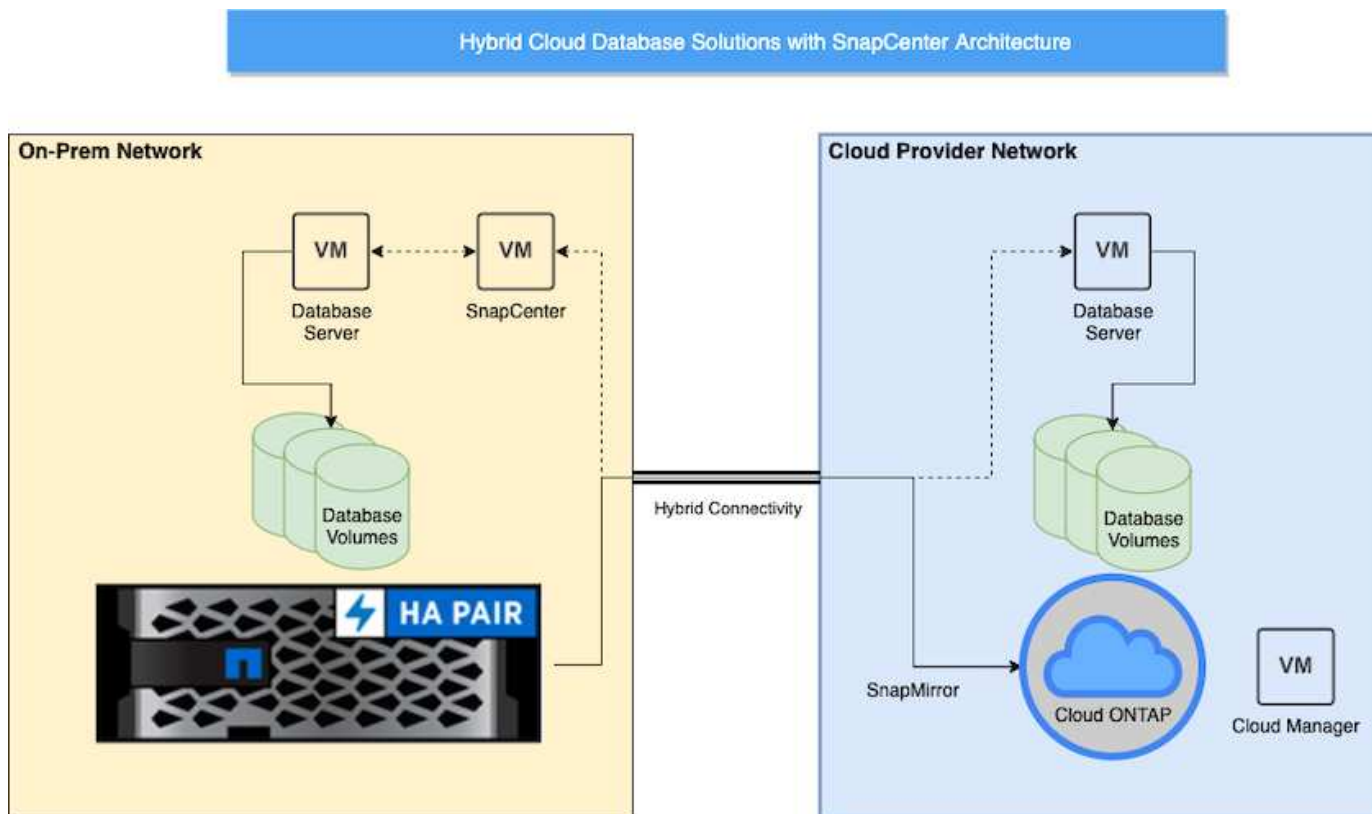 Hybrid Cloud Database Solutions with SnapCenter Architecture
On-Prem Network
VM
Database
Server
VM
SnapCenter
Database
Volumes
HA PAIR
Hybrid Connectivity
Cloud Provider Network
VM
Database
Server
Database
Volumes
SnapMirror
Cloud ONTAP
VM
Cloud Manager